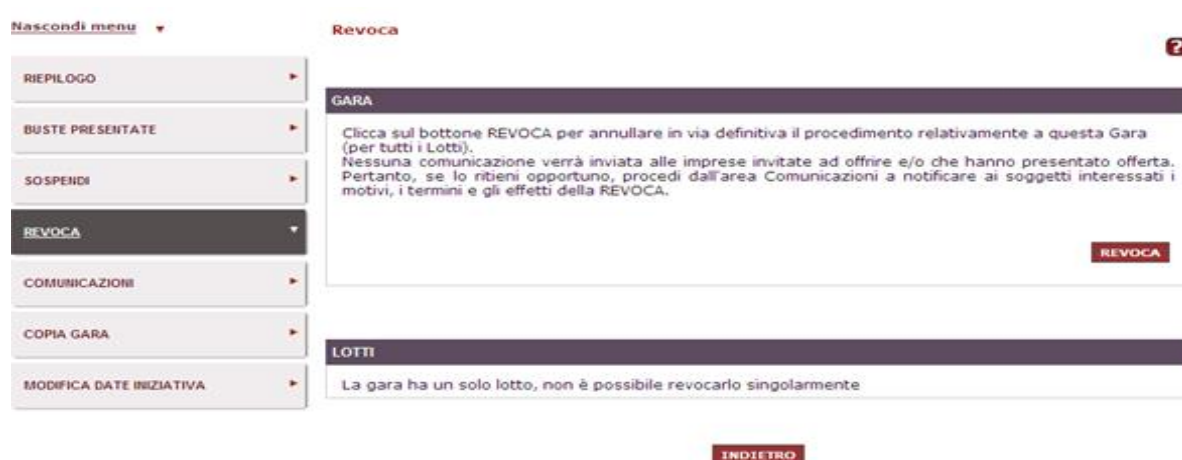 Nascondi menu
Revoca
?
RIEPILOGO
BUSTE PRESENTATE
SOSPENDI
REVOCA
COMUNICAZIONI
COPIA GARA
MODIFICA DATE INIZIATIVA
GARA
Clicca sul bottone REVOCA per annullare in via definitiva il procedimento relativamente a questa Gara
(per tutti i Lotti).
Nessuna comunicazione verrà inviata alle imprese invitate ad offrire e/o che hanno presentato offerta.
Pertanto, se lo ritieni opportuno, procedi dall'area Comunicazioni a notificare ai soggetti interessati i
motivi, i termini e gli effetti della REVOCA.
REVOCA
LOTTI
La gara ha un solo lotto, non è possibile revocarlo singolarmente
INDIETRO